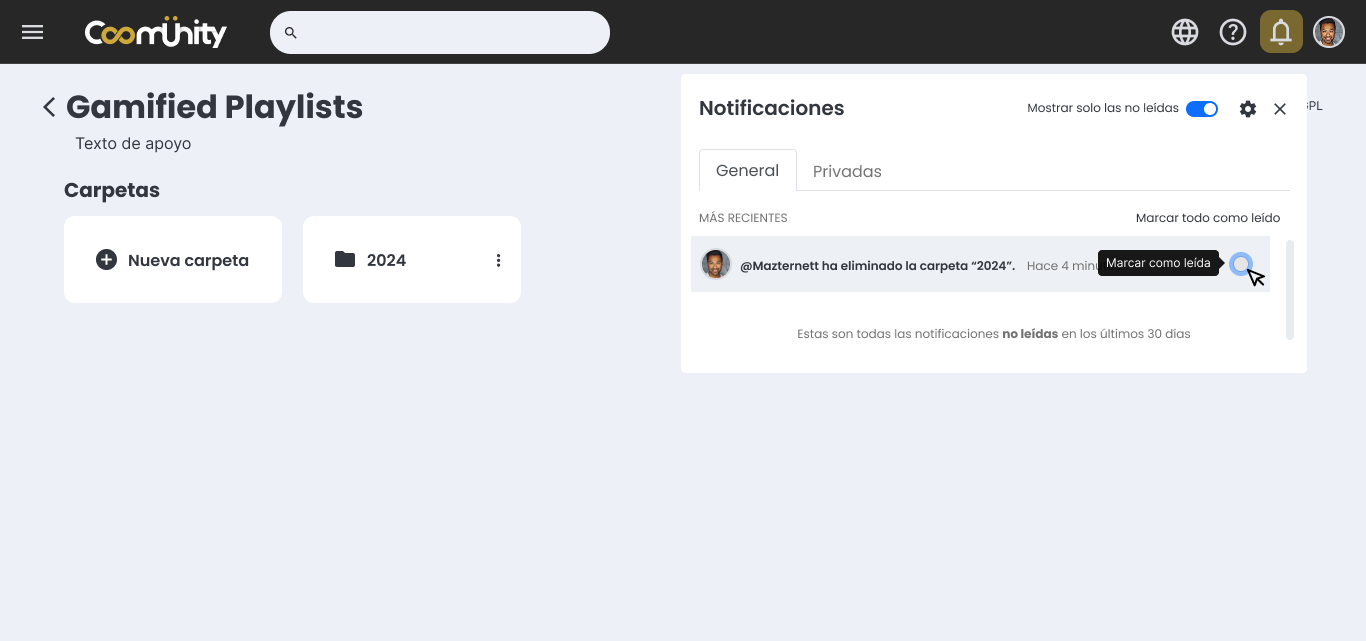 Coomünity
Gamified Playlists
Texto de apoyo
Carpetas
Nueva carpeta
2024
Notificaciones
Mostrar solo las no leídas
General
Privadas
MÁS RECIENTES
Marcar todo como leído
@Mazternett ha eliminado la carpeta “2024”.
Hace 4
Marcar como leída
Estas son todas las notificaciones no leídas en los últimos 30 días